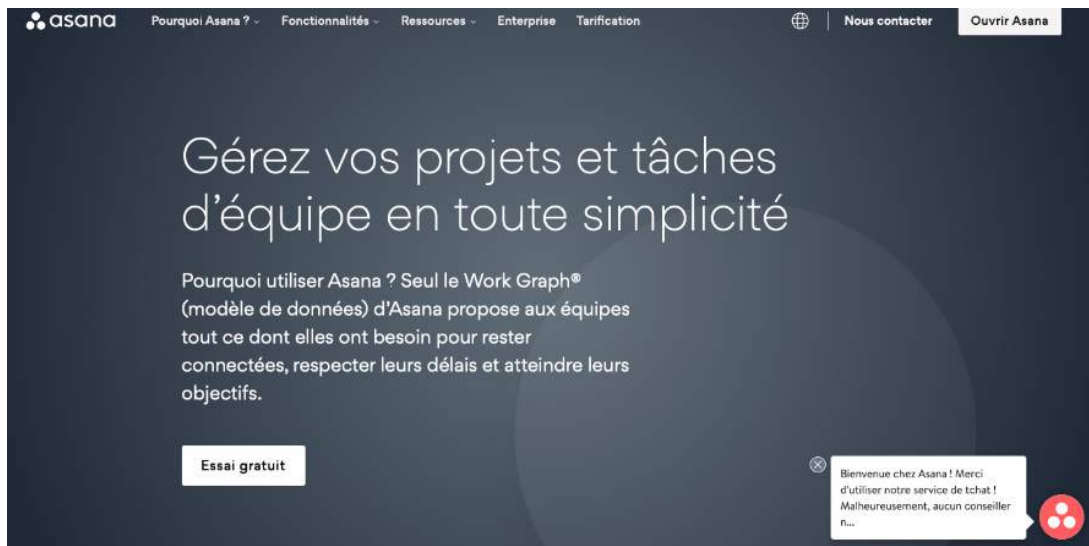 asana
Pourquoi Asana ?
Fonctionnalités
Ressources
Enterprise
Tarification
Nous contacter
Ouvrir Asana
Gérez vos projets et tâches
d'équipe en toute simplicité
Pourquoi utiliser Asana ? Seul le Work Graph®
(modèle de données) d'Asana propose aux équipes
tout ce dont elles ont besoin pour rester
connectées, respecter leurs délais et atteindre leurs
objectifs.
Essai gratuit
Bienvenue chez Asana ! Merci
d'utiliser notre service de tchat !
Malheureusement, aucun conseiller
n...